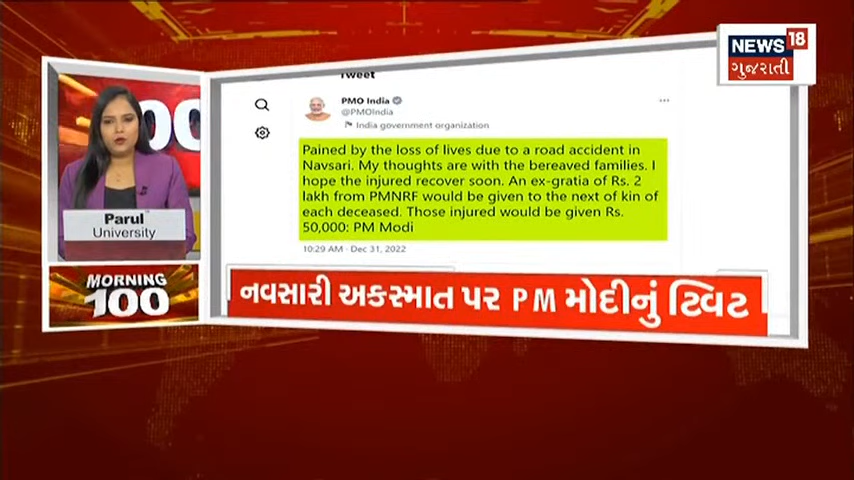 NEWS 18
ગુજરાતી
Tweet
PMO India
@PMOIndia
India government organization
Pained by the loss of lives due to a road accident in
Navsari. My thoughts are with the bereaved families. I
hope the injured recover soon. An ex-gratia of Rs. 2
lakh from PMNRF would be given to the next of kin of
each deceased. Those injured would be given Rs.
50,000: PM Modi
10:29 AM · Dec 31, 2022
00
Parul
University
MORNING
100
નવસારી અકસ્માત પર PM મોદીનું ટ્વિટ